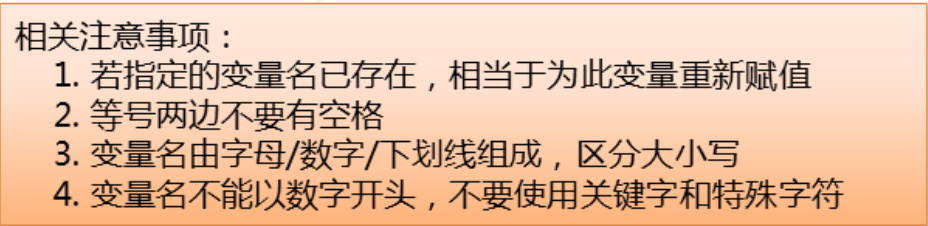 相关注意事项：
1. 若指定的变量名已存在，相当于为此变量重新赋值
2. 等号两边不要有空格
3. 变量名由字母/数字/下划线组成，区分大小写
4. 变量名不能以数字开头，不要使用关键字和特殊字符